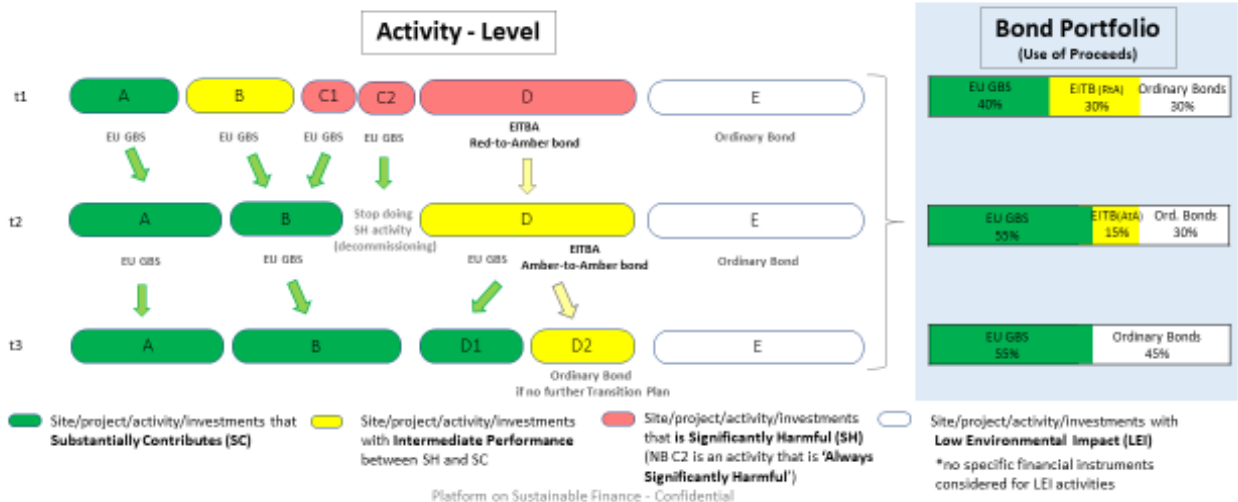 Activity - Level
Bond Portfolio
(Use of Proceeds)
t1
A
B
C1
C2
D
E
EU GBS
40%
EITB (RtA)
30%
Ordinary Bonds
30%
EU GBS
EU GBS
EU GBS
EU GBS
EITBA
Red-to-Amber bond
Ordinary Bond
t2
A
B
Stop doing
SH activity
(decommissioning)
D
E
EU GBS
55%
EITB(AtA)
15%
Ord. Bonds
30%
EU GBS
EU GBS
EU GBS
EITBA
Amber-to-Amber bond
Ordinary Bond
t3
A
B
D1
D2
E
EU GBS
55%
Ordinary Bonds
45%
Ordinary Bond
if no further Transition Plan
Site/project/activity/investments that
Substantially Contributes (SC)
Site/project/activity/investments
with Intermediate Performance
between SH and SC
Site/project/activity/investments
that is Significantly Harmful (SH)
(NB C2 is an activity that is 'Always
Significantly Harmful')
Site/project/activity/investments with
Low Environmental Impact (LEI)
*no specific financial instruments
considered for LEI activities
Platform on Sustainable Finance - Confidential